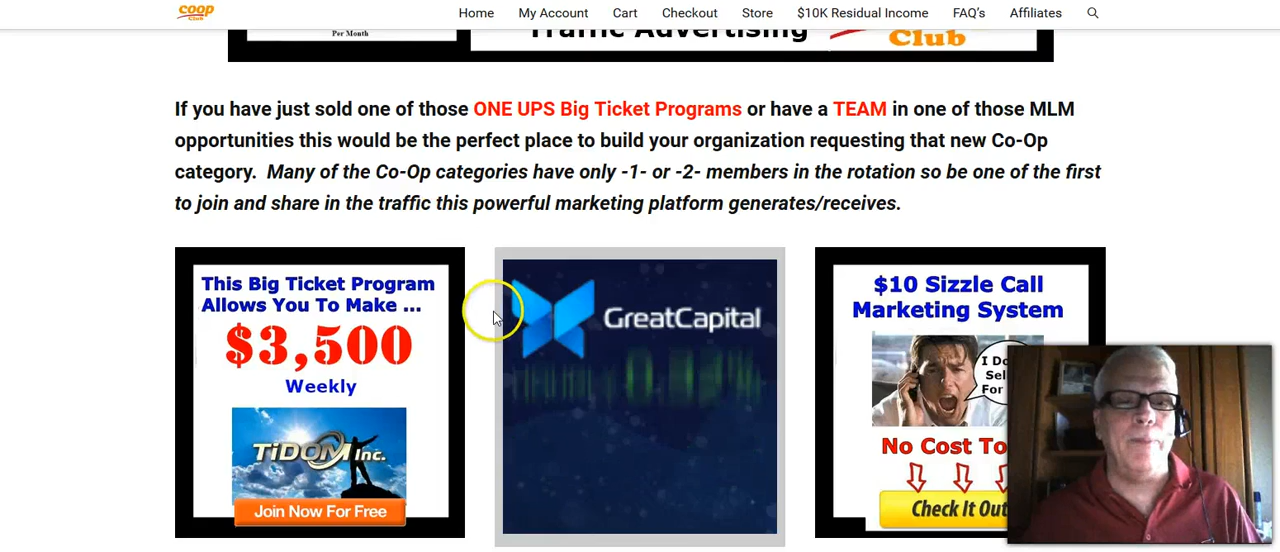 coop
Club
Home My Account Cart Checkout Store $10K Residual Income FAQ's Affiliates
Per Month
Traffic Advertising
Club
If you have just sold one of those ONE UPS Big Ticket Programs or have a TEAM in one of those MLM
opportunities this would be the perfect place to build your organization requesting that new Co-Op
category. Many of the Co-Op categories have only -1- or -2- members in the rotation so be one of the first
to join and share in the traffic this powerful marketing platform generates/receives.
This Big Ticket Program
Allows You To Make ...
$3,500
Weekly
TiDOM Inc.
Join Now For Free
GreatCapital
$10 Sizzle Call
Marketing System
I Do
Sel
For
No Cost To
Check It Out